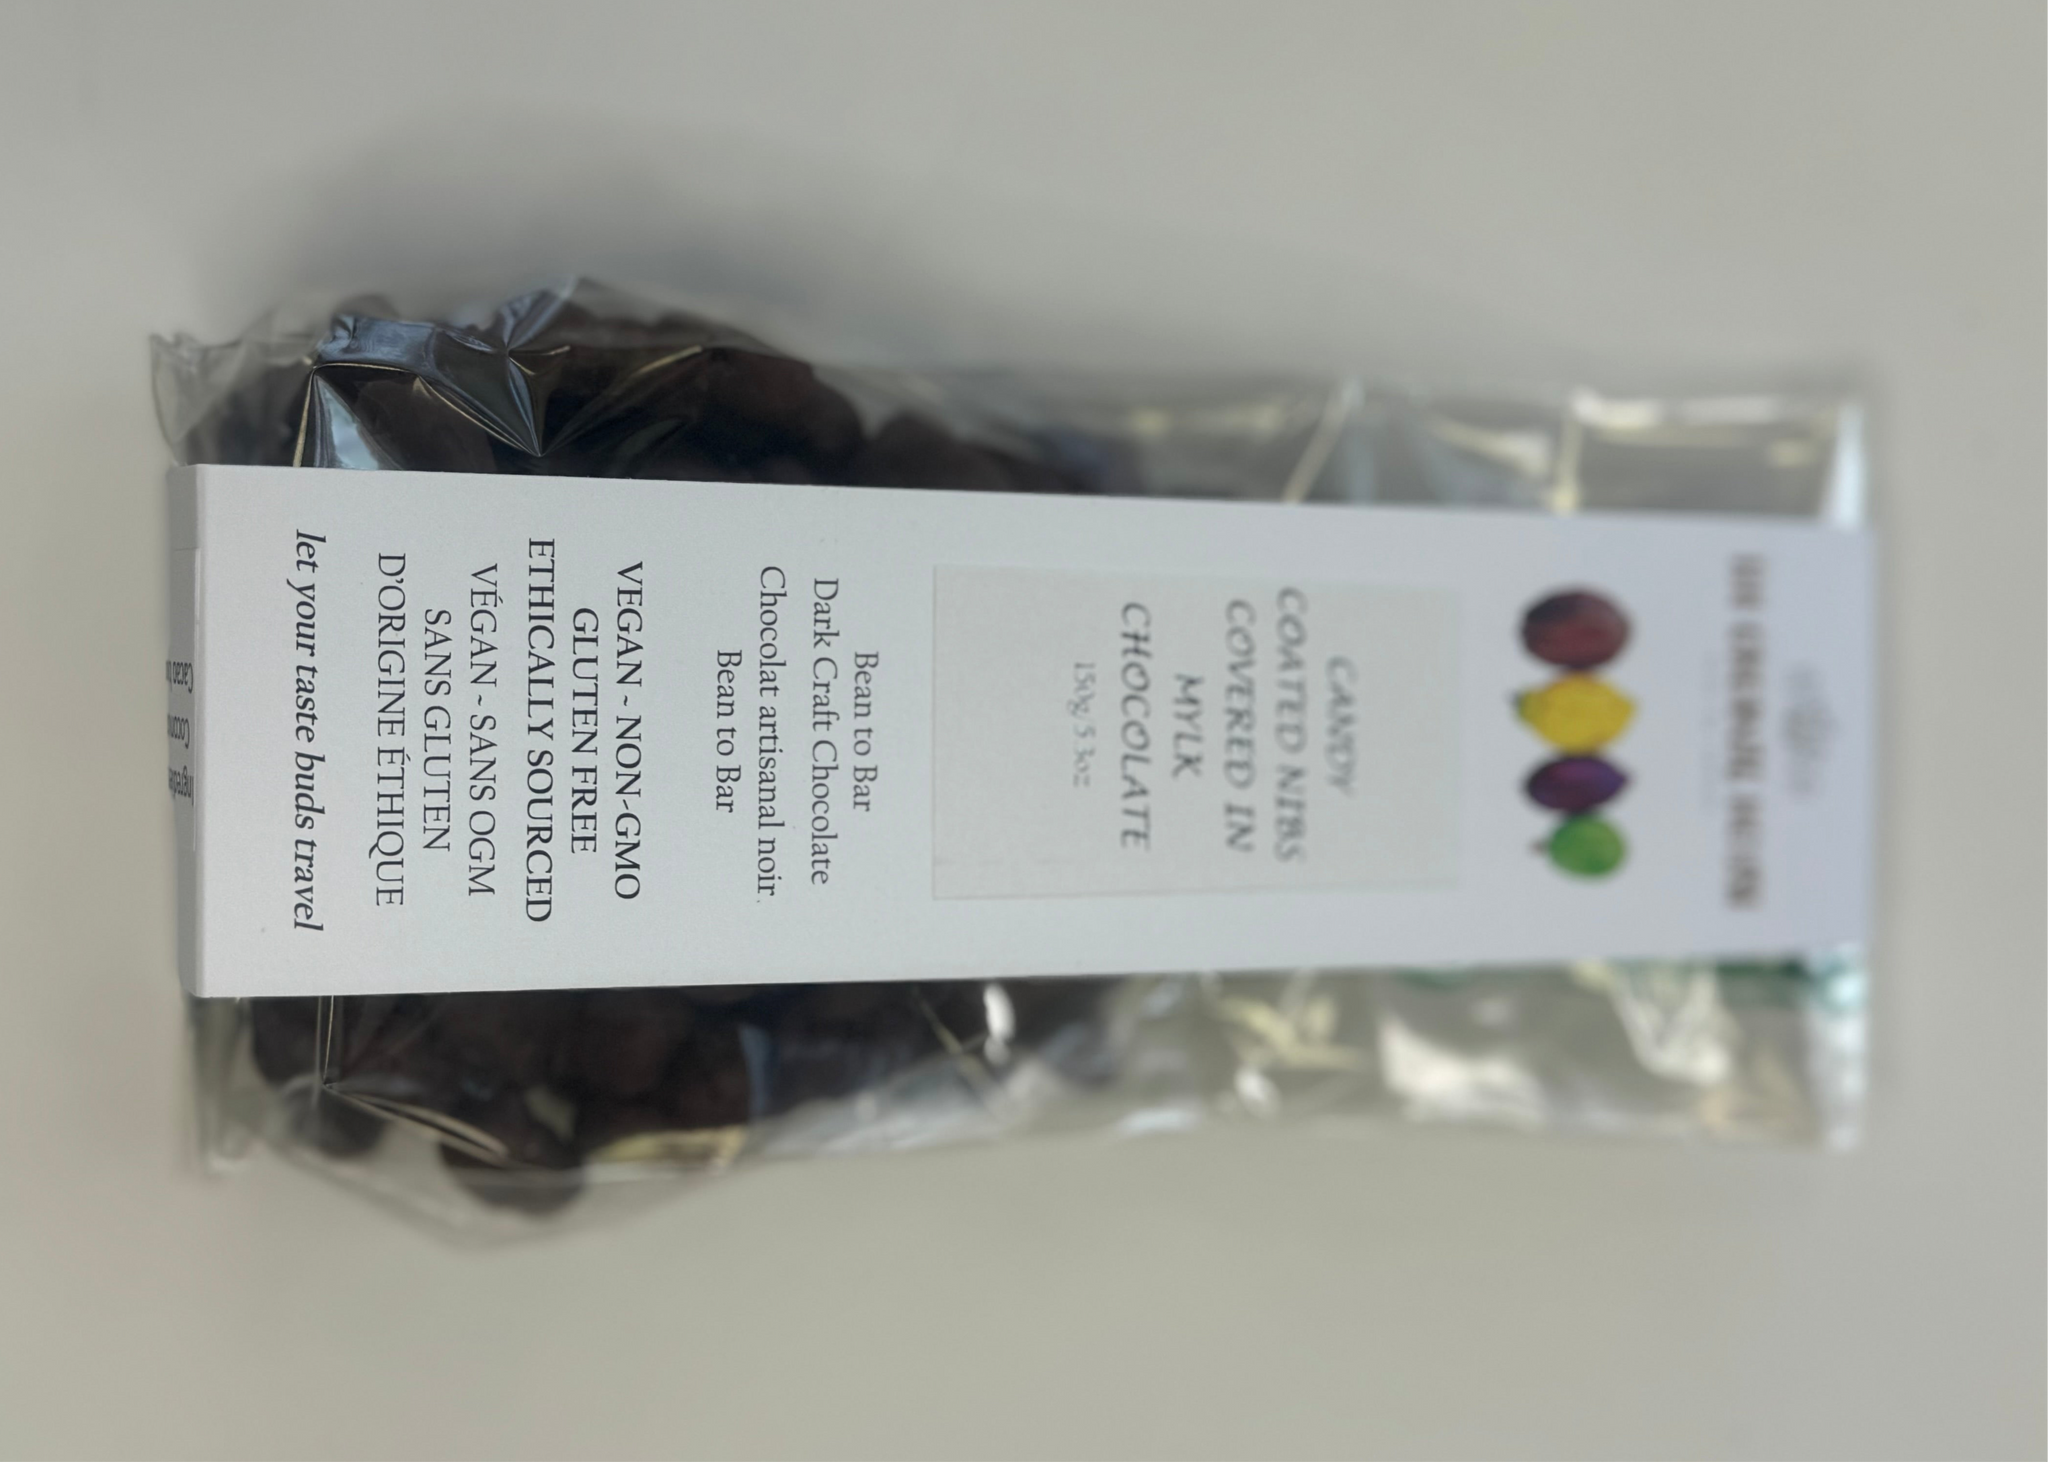 CANDY
COATED NIBS
COVERED IN
MYLK
CHOCOLATE
150g/5.3oz
Bean to Bar
Dark Craft Chocolate
Chocolat artisanal noir.
Bean to Bar
VEGAN ~ NON-GMO
GLUTEN FREE
ETHICALLY SOURCED
VÉGAN ~ SANS OGM
SANS GLUTEN
D'ORIGINE ÉTHIQUE
let your taste buds travel
Cacao